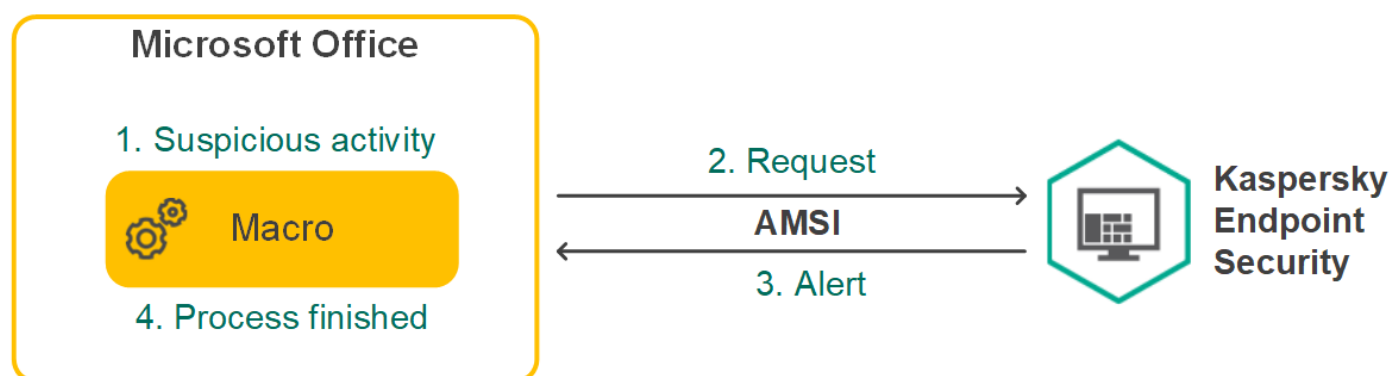 Microsoft Office
1. Suspicious activity
Macro
4. Process finished
2. Request
AMSI
3. Alert
Kaspersky
Endpoint
Security